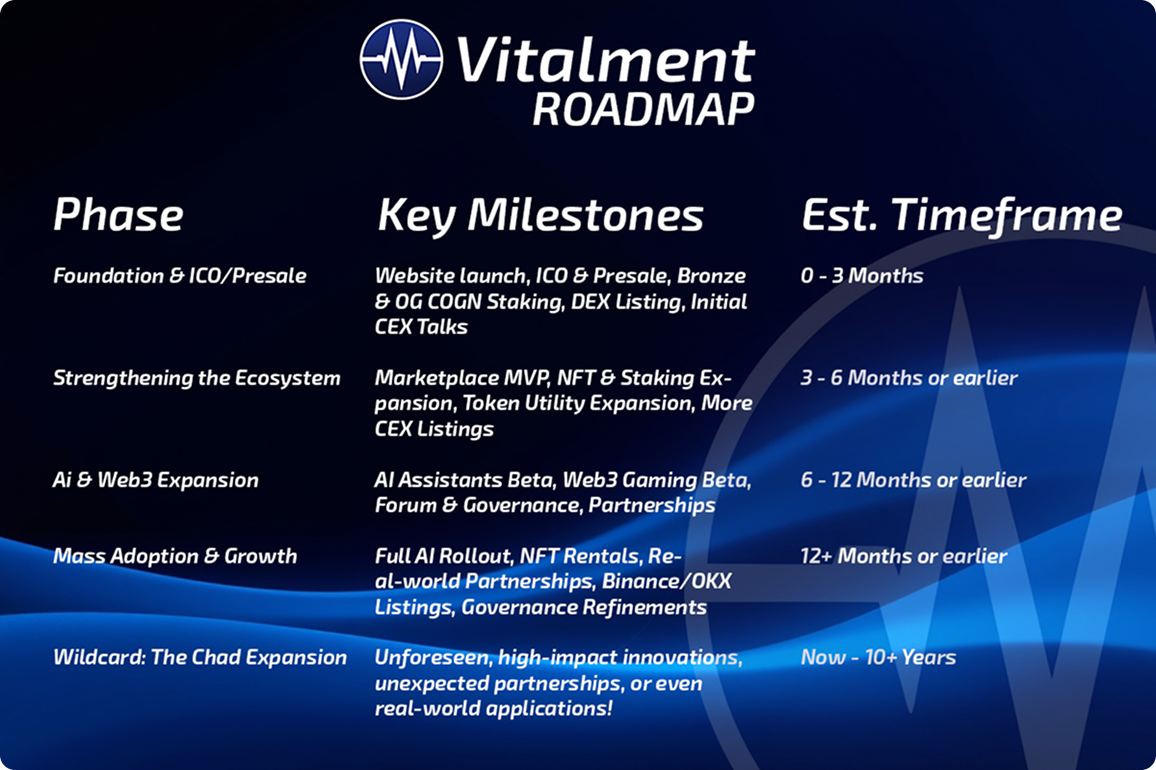 Vitalment
ROADMAP
Phase
Key Milestones
Est. Timeframe
Foundation & ICO/Presale
Website launch, ICO & Presale, Bronze
& OG COGN Staking, DEX Listing, Initial
CEX Talks
0 - 3 Months
Strengthening the Ecosystem
Marketplace MVP, NFT & Staking Ex-
pansion, Token Utility Expansion, More
CEX Listings
3 - 6 Months or earlier
Ai & Web3 Expansion
AI Assistants Beta, Web3 Gaming Beta,
Forum & Governance, Partnerships
6 - 12 Months or earlier
Mass Adoption & Growth
Full AI Rollout, NFT Rentals, Re-
al-world Partnerships, Binance/OKX
Listings, Governance Refinements
12+ Months or earlier
Wildcard: The Chad Expansion
Unforeseen, high-impact innovations,
unexpected partnerships, or even
real-world applications!
Now - 10+ Years